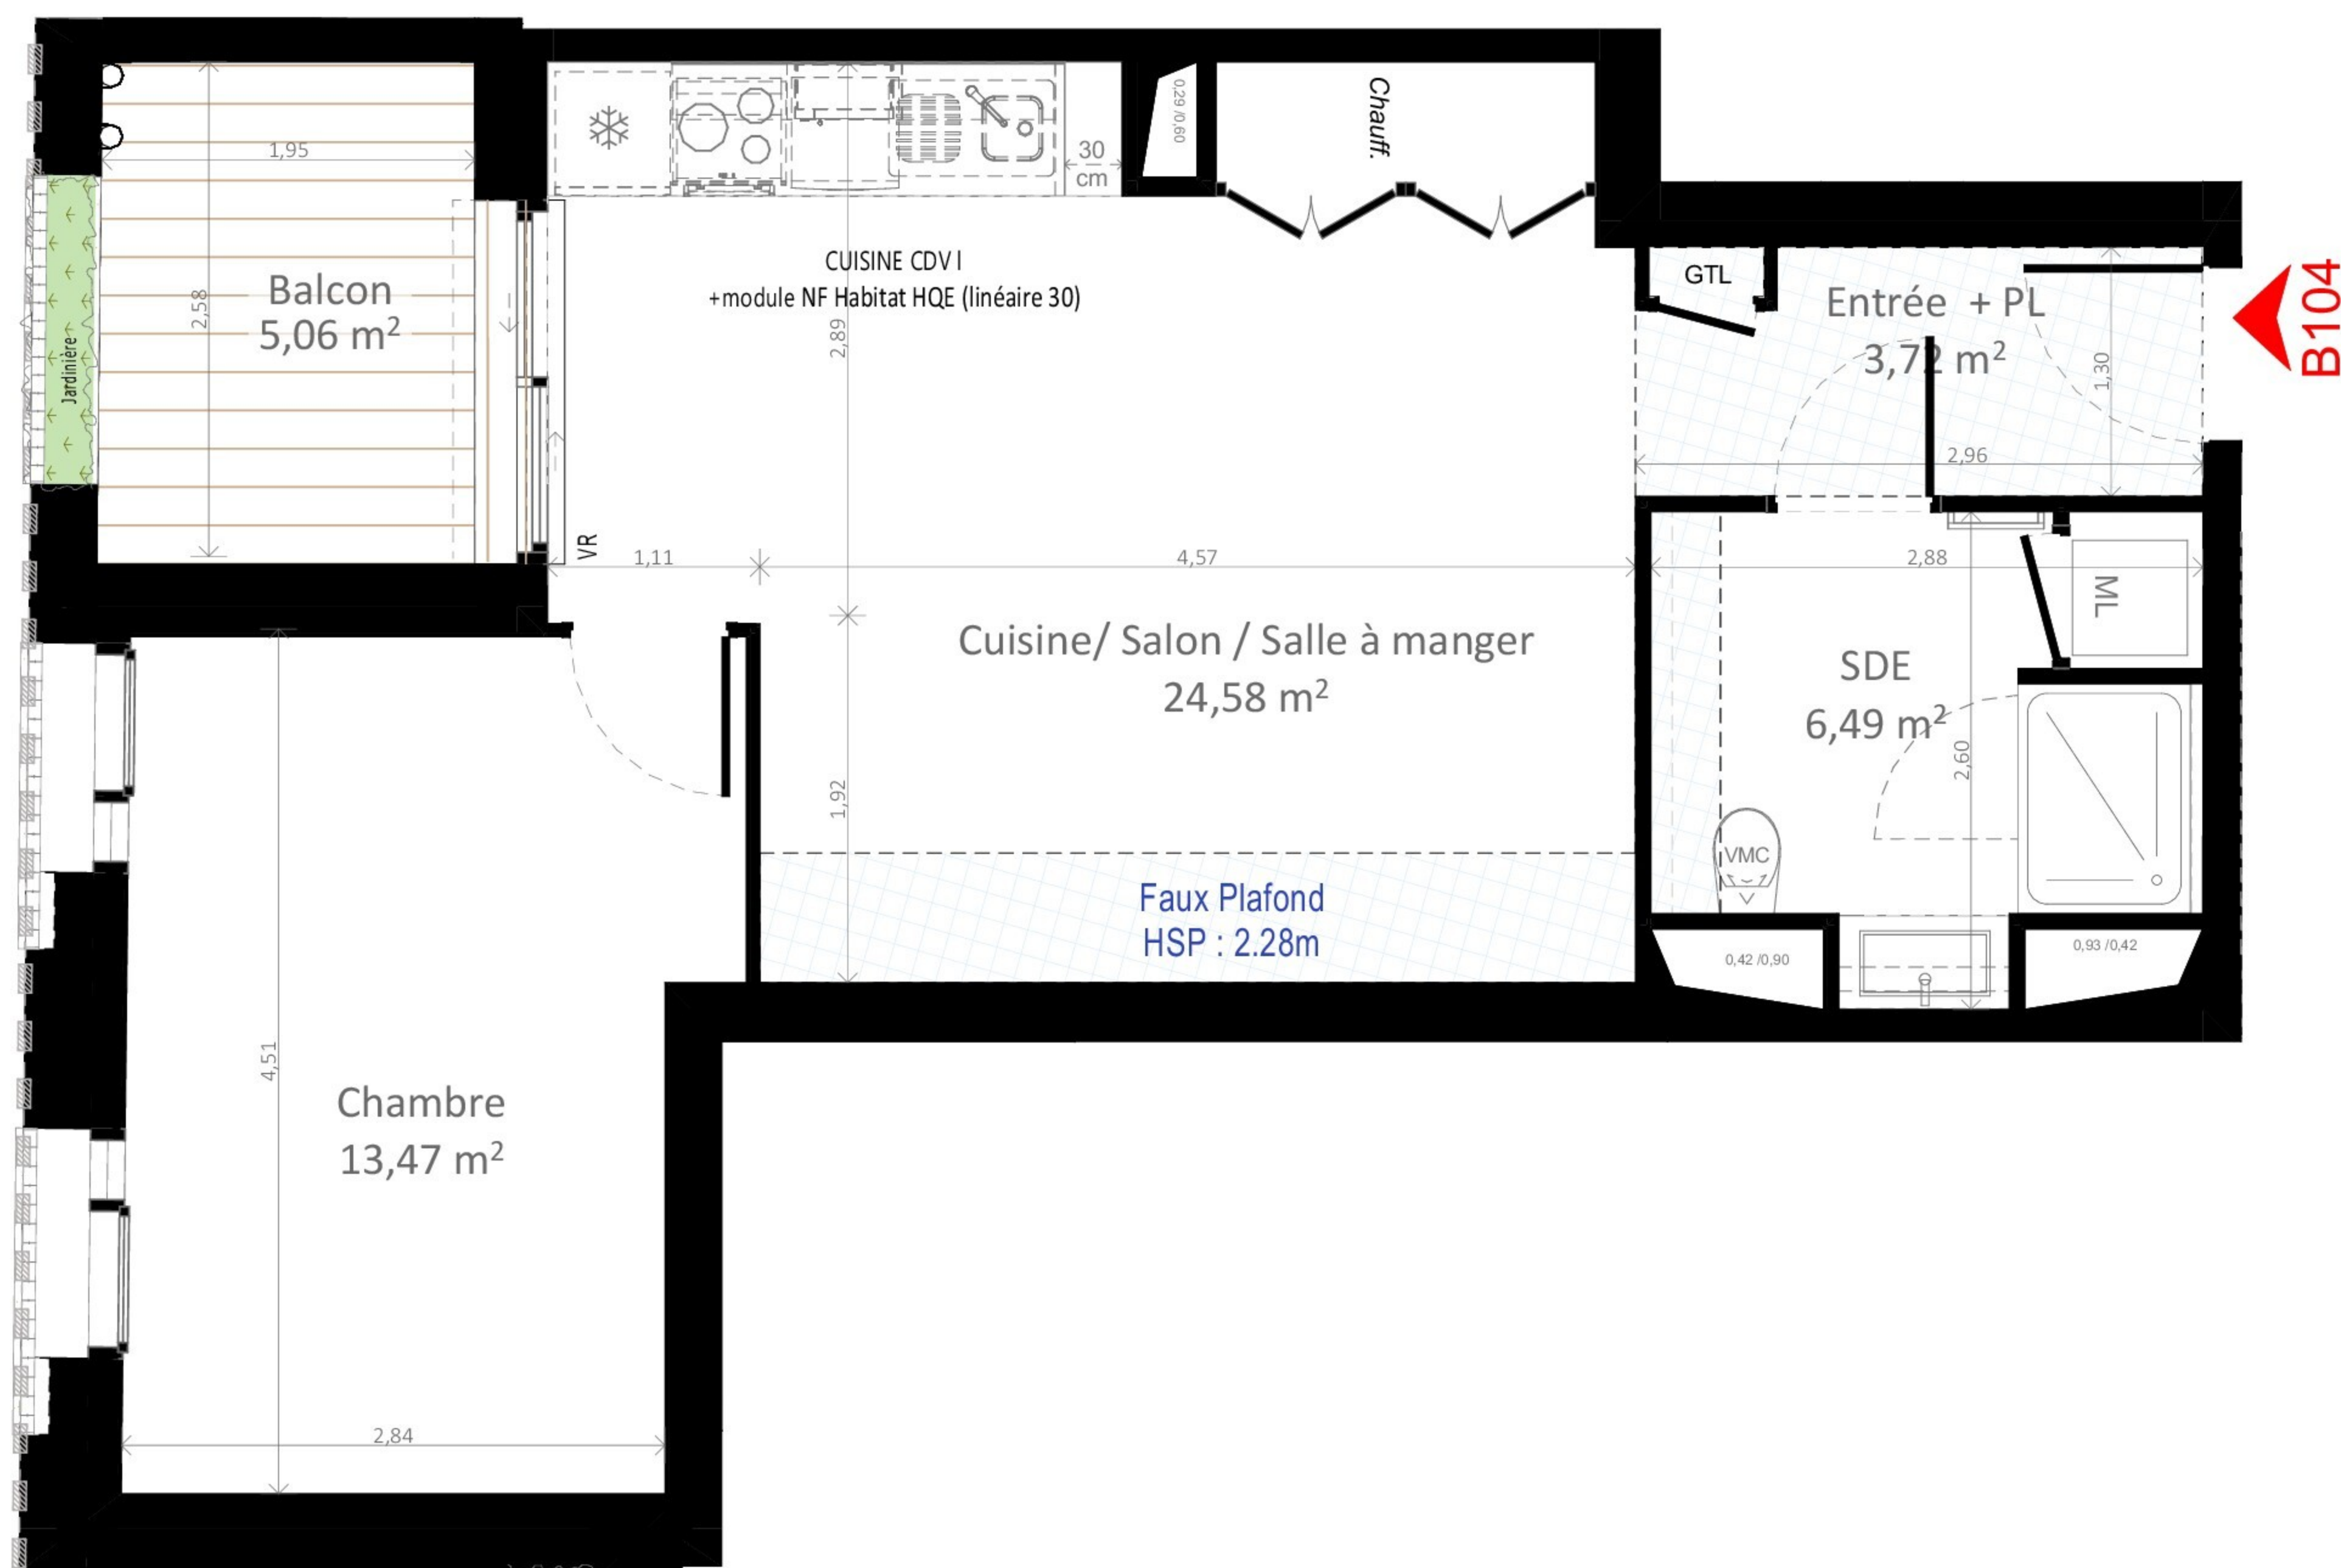 Chauff.
0,29 /0,60
1,95
30
cm
CUISINE CDV I
+module NF Habitat HQE (linéaire 30)
GTL
Balcon
5,06 m²
2,58
Jardinière
2,89
Entrée + PL
3,72 m²
1,30
B104
2,96
VR
1,11
4,57
2,88
ML
Cuisine/ Salon / Salle à manger
24,58 m²
SDE
6,49 m²
2,60
1,92
VMC
Faux Plafond
HSP : 2.28m
0,42 /0,90
0,93 /0,42
4,51
Chambre
13,47 m²
2,84